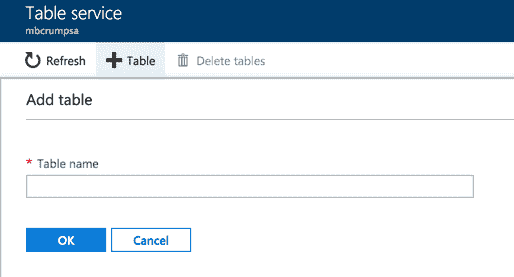 Table service
mbcrumpsa
Refresh Table Delete tables
Add table
* Table name
OK Cancel